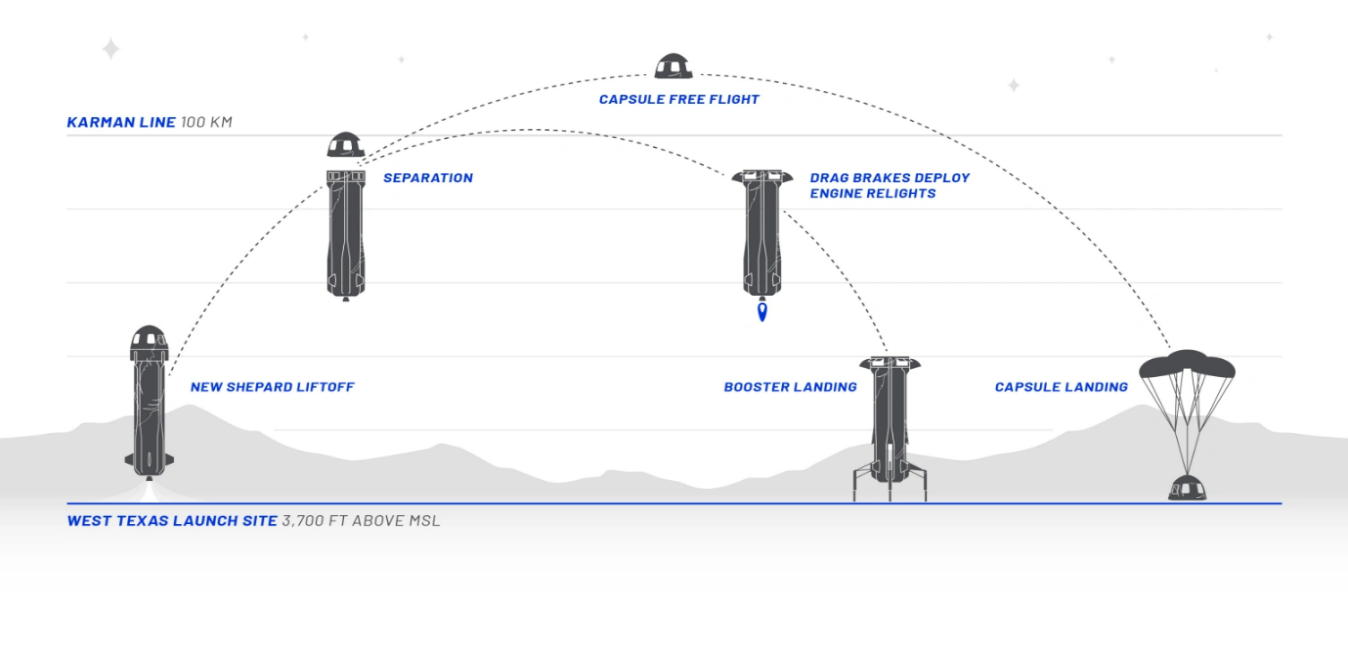 CAPSULE FREE FLIGHT
KARMAN LINE 100 KM
SEPARATION
DRAG BRAKES DEPLOY
ENGINE RELIGHTS
NEW SHEPARD LIFTOFF
BOOSTER LANDING
CAPSULE LANDING
WEST TEXAS LAUNCH SITE 3,700 FT ABOVE MSL